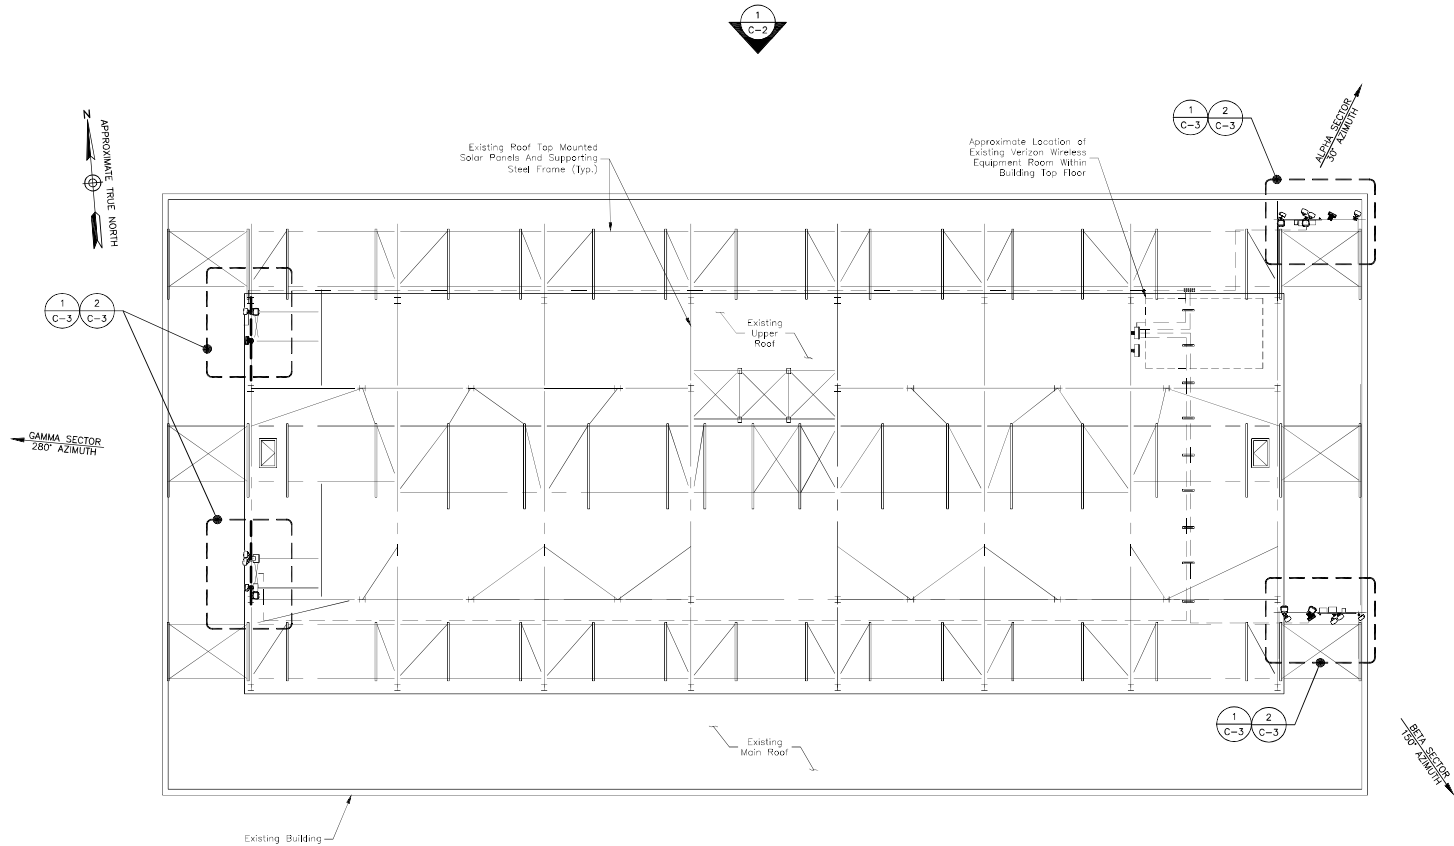 1
C-2
N
APPROXIMATE TRUE NORTH
Existing Roof Top Mounted
Solar Panels And Supporting
Steel Frame (Typ.)
Approximate Location of
Existing Verizon Wireless
Equipment Room Within
Building Top Floor
1
C-3
2
C-3
ALPHA SECTOR
30° AZIMUTH
1
C-3
2
C-3
Existing
Upper
Roof
GAMMA SECTOR
280° AZIMUTH
1
C-3
2
C-3
BETA SECTOR
150° AZIMUTH
Existing
Main Roof
Existing Building